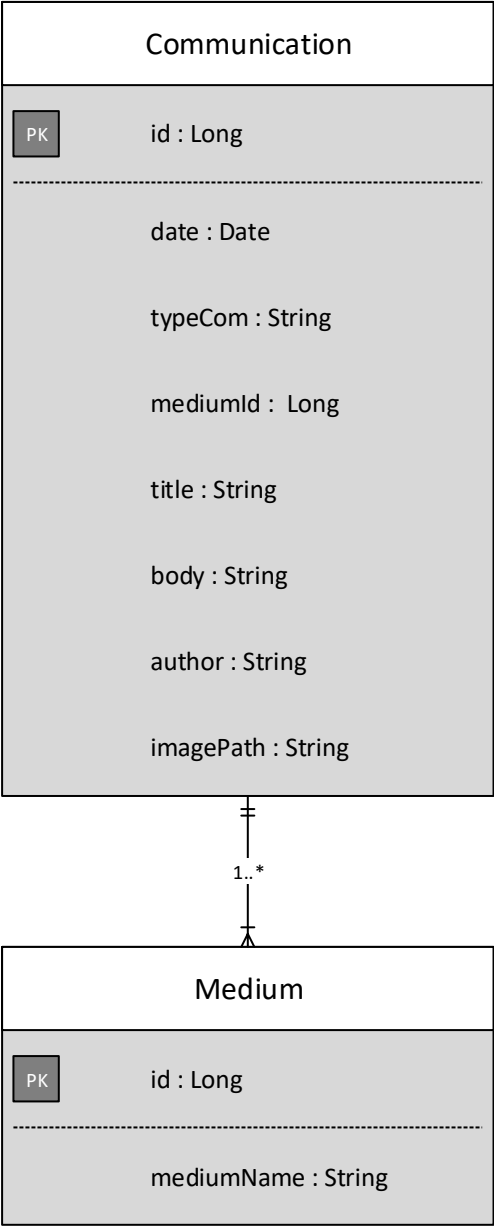 Communication
PK id : Long
date : Date
typeCom : String
mediumId :  Long
title : String
body : String
author : String
imagePath : String
1..*
Medium
PK id : Long
mediumName : String